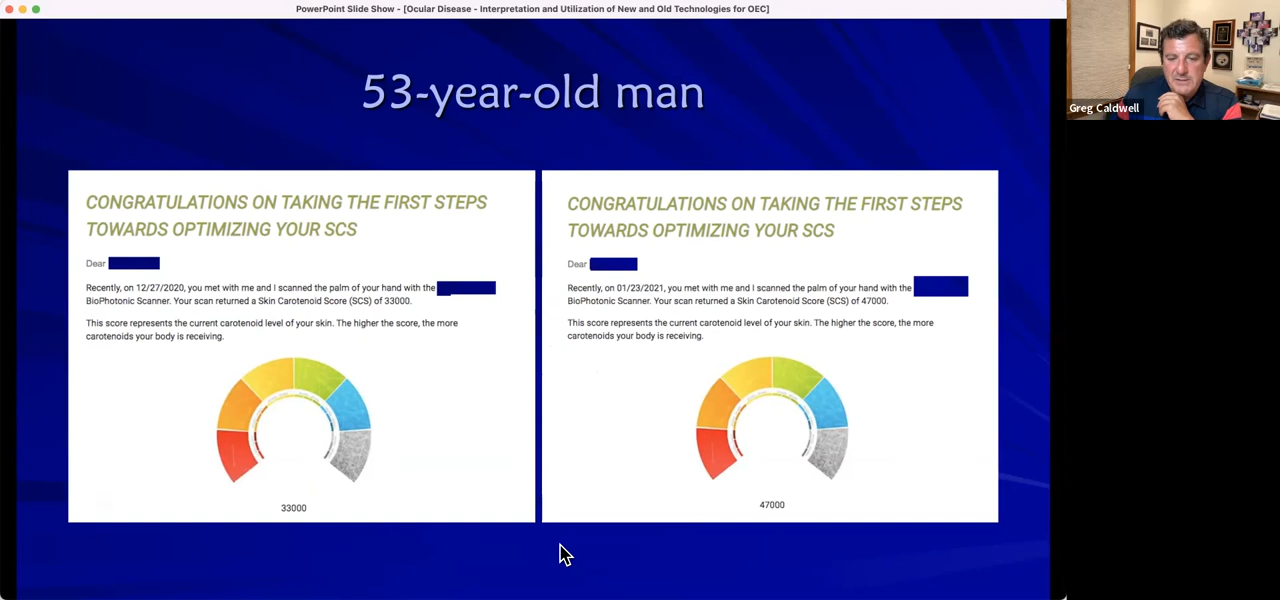 PowerPoint Slide Show - [Ocular Disease - Interpretation and Utilization of New and Old Technologies for OEC]
53-year-old man
CONGRATULATIONS ON TAKING THE FIRST STEPS
TOWARDS OPTIMIZING YOUR SCS
Dear
Recently, on 12/27/2020, you met with me and I scanned the palm of your hand with the
BioPhotonic Scanner. Your scan returned a Skin Carotenoid Score (SCS) of 33000.
This score represents the current carotenoid level of your skin. The higher the score, the more
carotenoids your body is receiving.
33000
CONGRATULATIONS ON TAKING THE FIRST STEPS
TOWARDS OPTIMIZING YOUR SCS
Dear
Recently, on 01/23/2021, you met with me and I scanned the palm of your hand with the
BioPhotonic Scanner. Your scan returned a Skin Carotenoid Score (SCS) of 47000.
This score represents the current carotenoid level of your skin. The higher the score, the more
carotenoids your body is receiving.
47000
Greg Caldwell